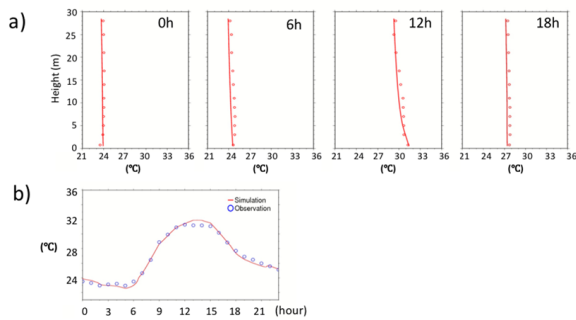 a)
0h
6h
12h
18h
Height (m)
30
25
20
15
10
5
0
21 24 27 30 33 36
21 24 27 30 33 36
21 24 27 30 33 36
21 24 27 30 33 36
(℃) (℃) (℃) (℃)
b)
36
32
28
24
(℃)
Simulation
Observation
0 3 6 9 12 15 18 21 (hour)